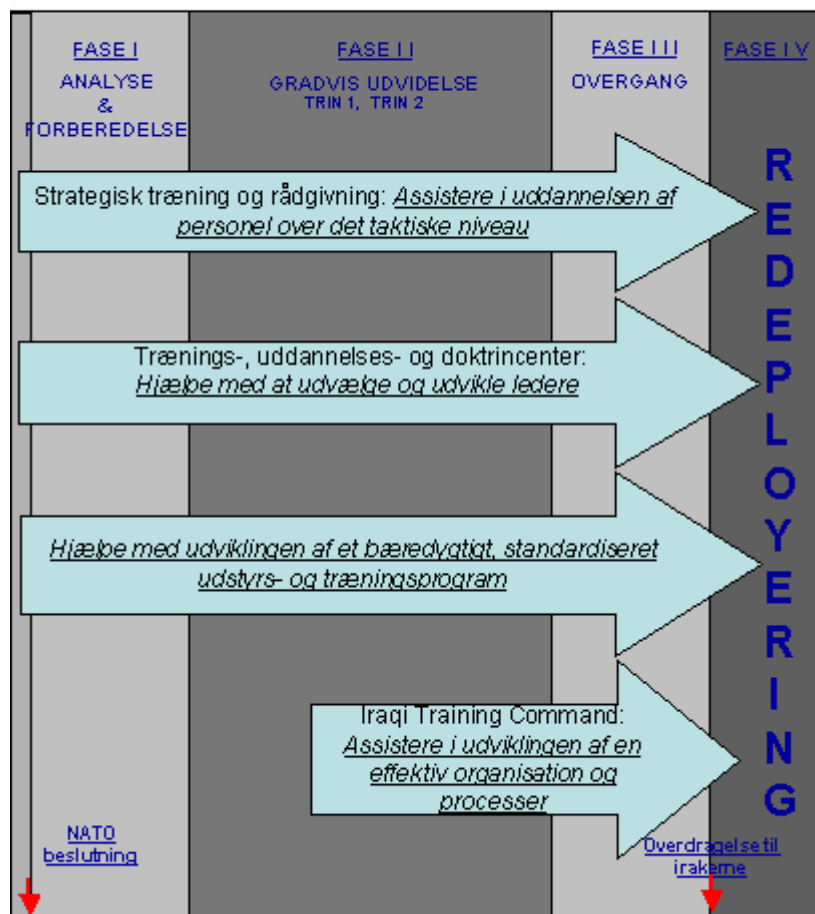 FASE I
ANALYSE
&
FORBEREDELSE
FASE II
GRADVIS UDVIDELSE
TRIN 1, TRIN 2
FASE III
OVERGANG
FASE IV
REDEPLOYERING
Strategisk træning og rådgivning: Assistere i uddannelsen af
personel over det taktiske niveau
Trænings-, uddannelses- og doktrincenter:
Hjælpe med at udvælge og udvikle ledere
Hjælpe med udviklingen af et bæredygtigt, standardiseret
udstyrs- og træningsprogram
Iraqi Training Command:
Assistere i udviklingen af en
effektiv organisation og
processer
NATO
beslutning
Overdragelse til
irakerne